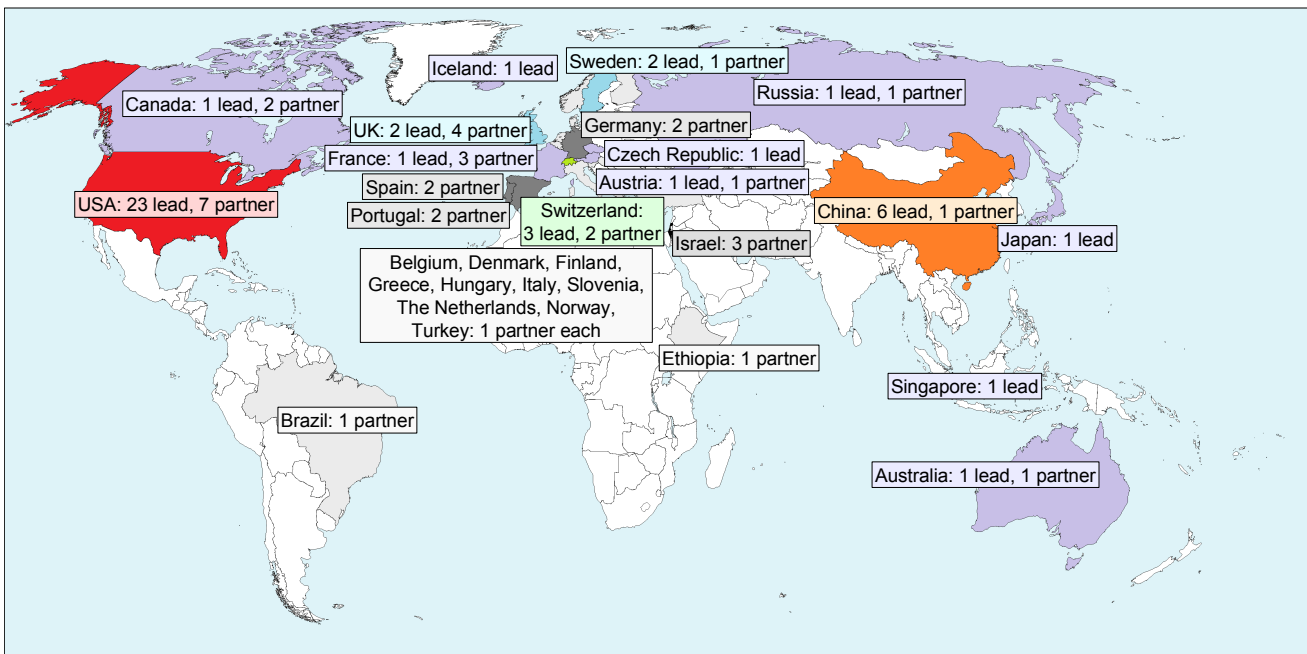 Iceland: 1 lead
Sweden: 2 lead, 1 partner
Canada: 1 lead, 2 partner
Russia: 1 lead, 1 partner
UK: 2 lead, 4 partner
Germany: 2 partner
France: 1 lead, 3 partner
Czech Republic: 1 lead
Spain: 2 partner
Austria: 1 lead, 1 partner
USA: 23 lead, 7 partner
Portugal: 2 partner
Switzerland:
3 lead, 2 partner
China: 6 lead, 1 partner
Israel: 3 partner
Japan: 1 lead
Belgium, Denmark, Finland,
Greece, Hungary, Italy, Slovenia,
The Netherlands, Norway,
Turkey: 1 partner each
Ethiopia: 1 partner
Singapore: 1 lead
Brazil: 1 partner
Australia: 1 lead, 1 partner